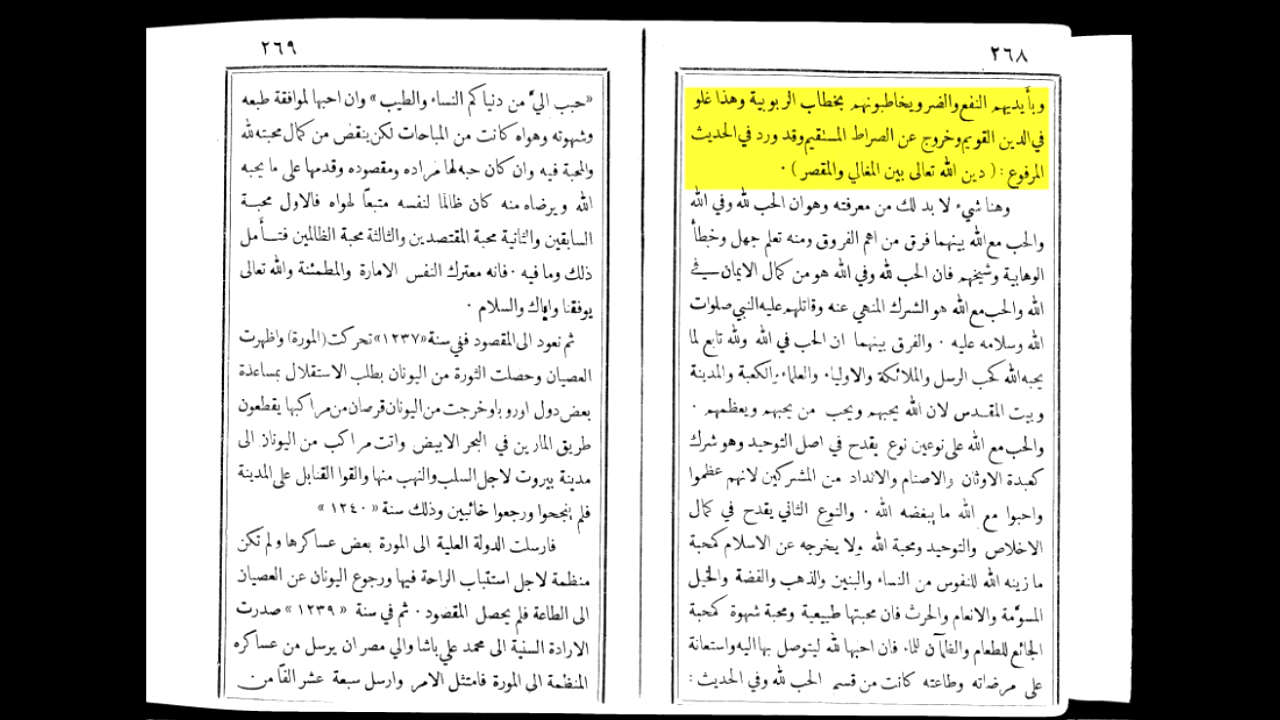 ٢٦٨
وبأيديهم النفع والضر ويخاطبونهم بخطاب الربوبية وهذا غلو
في الدين القويم وخروج عن الصراط المستقيم وقد ورد في الحديث
المرفوع : ( دين الله تعالى بين المغالي والمقصر ) ٠
وهنا شيء لا بد لك من معرفته وهو ان الحب لله وفي الله
والحب مع الله بينهما فرق من اهم الفروق ومنه تعلم جهل وخطأ
الوهابية وشيخهم فان الحب لله وفي الله هو من كمال الايمان في
الله والحب مع الله هو الشرك المنهي عنه وقاتلهم عليه النبي صلوات
الله وسلامه عليه ٠ والفرق بينهما ان الحب في الله ولله تابع لما
يحبه الله كحب الرسل والملائكة والاولياء والعلماء والكعبة والمدينة
وبيت المقدس لان الله يحبهم ويحب من يحبهم ويعظمهم ٠
والحب مع الله على نوعين نوع يقدح في اصل التوحيد وهو شرك
كعبدة الاوثان والاصنام والانداد من المشركين لانهم عظموا
واحبوا مع الله ما يبغضه الله ٠ والنوع الثاني يقدح في كمال
الاخلاص والتوحيد ومحبة الله ولا يخرجه عن الاسلام كمحبة
ما زينه الله للنفوس من النساء والبنين والذهب والفضة والخيل
المسوَّمة والانعام والحرث فان محبتها طبيعية ومحبة شهوة كمحبة
الجائع للطعام والظمآن للماء فان احبها لله ليتوصل بها اليه واستعانة
على مرضاته وطاعته كانت من قسم الحب لله وفي الحديث :
٢٦٩
«حبب اليَّ من دنياكم النساء والطيب» وان احبها لموافقة طبعه
وشهوته وهواه كانت من المباحات لكن ينقص من كمال محبته لله
والمحبة فيه وان كان حبه لها مراده ومقصوده وقدمها على ما يحبه
الله ويرضاه منه كان ظالما لنفسه متبعًا لهواه فالاول محبة
السابقين والثانية محبة المقتصدين والثالثة محبة الظالمين فتأمل
ذلك وما فيه ٠ فانه معترك النفس الامارة والمطمئنة والله تعالى
يوفقنا واياك والسلام ٠
ثم نعود الى المقصود ففي سنة «١٢٣٧» تحركت (المورة) واظهرت
العصيان وحصلت الثورة من اليونان بطلب الاستقلال بمساعدة
بعض دول اوروبا وخرجت من اليونان قرصان من مراكبها يقطعون
طريق المارين في البحر الابيض واتت مراكب من اليونان الى
مدينة بيروت لاجل السلب والنهب منها والقوا القنابل على المدينة
فلم ينجحوا ورجعوا خائبين وذلك سنة « ١٢٤٠ »
فارسلت الدولة العلية الى المورة بعض عساكرها ولم تكن
منظمة لاجل استتباب الراحة فيها ورجوع اليونان عن العصيان
الى الطاعة فلم يحصل المقصود ٠ ثم في سنة « ١٢٣٩ » صدرت
الارادة السنية الى محمد علي باشا والي مصر ان يرسل من عساكره
المنظمة الى المورة فامتثل الامر وارسل سبعة عشر الفًا من